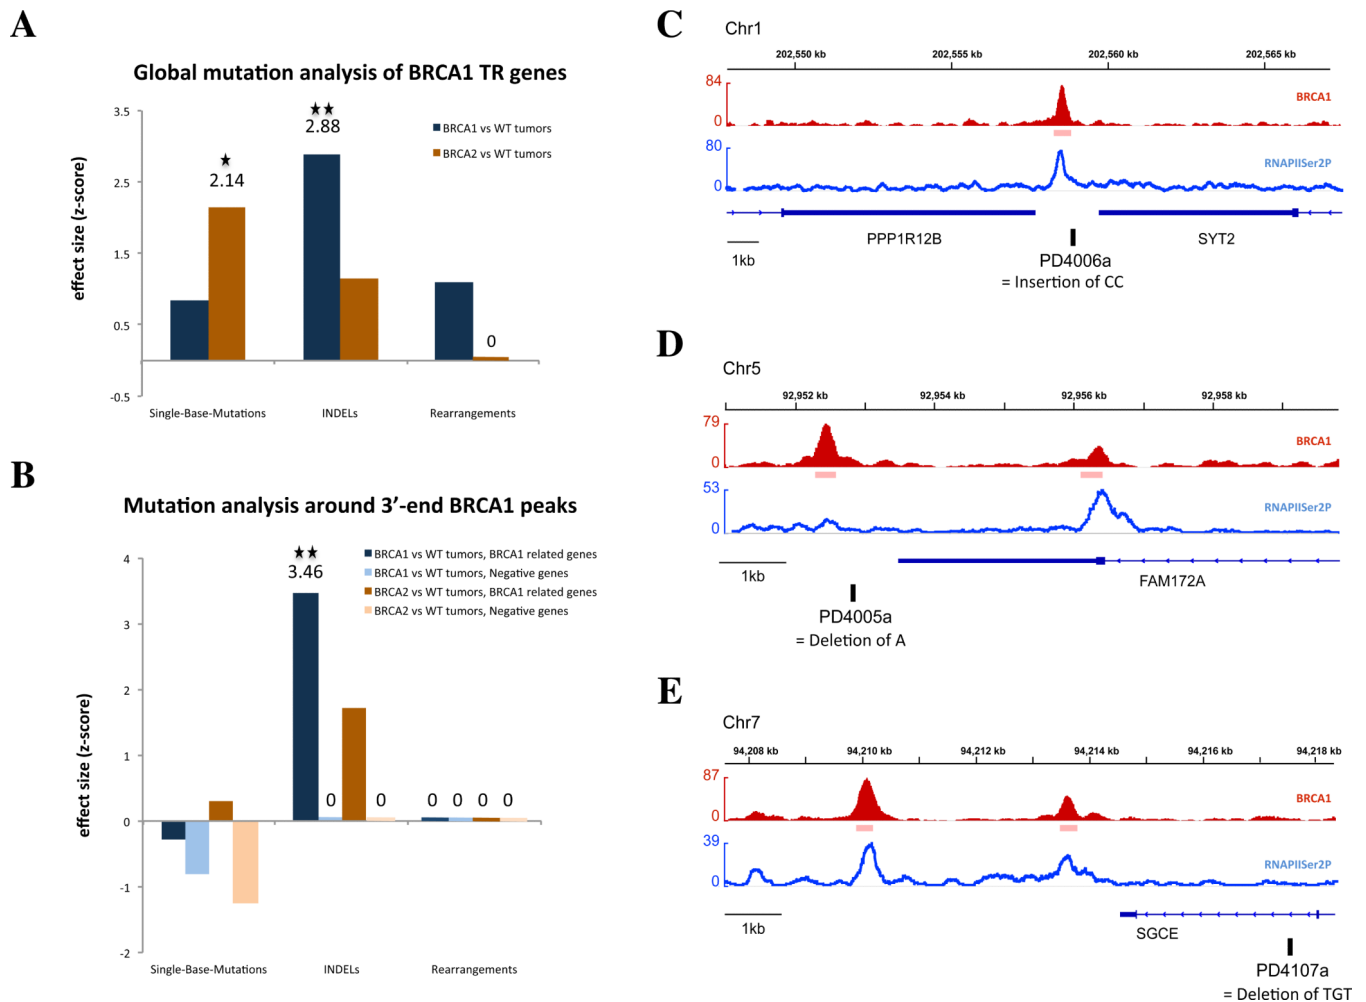 A
Global mutation analysis of BRCA1 TR genes
effect size (z-score)
3.5
2.5
1.5
0.5
-0.5
★
2.14
★★
2.88
0
BRCA1 vs WT tumors
BRCA2 vs WT tumors
Single-Base-Mutations
INDELs
Rearrangements
B
Mutation analysis around 3’-end BRCA1 peaks
effect size (z-score)
4
3
2
1
0
-1
-2
★★
3.46
0
0
0
0
0
0
BRCA1 vs WT tumors, BRCA1 related genes
BRCA1 vs WT tumors, Negative genes
BRCA2 vs WT tumors, BRCA1 related genes
BRCA2 vs WT tumors, Negative genes
Single-Base-Mutations
INDELs
Rearrangements
C
Chr1
202,550 kb
202,555 kb
202,560 kb
202,565 kb
84
0
BRCA1
80
0
RNAPIISer2P
PPP1R12B
SYT2
1kb
PD4006a
= Insertion of CC
D
Chr5
92,952 kb
92,954 kb
92,956 kb
92,958 kb
79
0
BRCA1
53
0
RNAPIISer2P
1kb
FAM172A
PD4005a
= Deletion of A
E
Chr7
94,208 kb
94,210 kb
94,212 kb
94,214 kb
94,216 kb
94,218 kb
87
0
BRCA1
39
0
RNAPIISer2P
1kb
SGCE
PD4107a
= Deletion of TGT